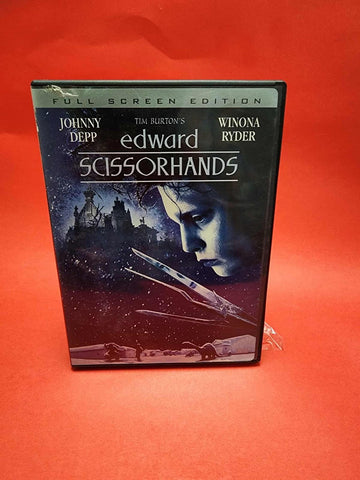 FULL SCREEN EDITION
JOHNNY DEPP
TIM BURTON'S
WINONA RYDER
edward
SCISSORHANDS